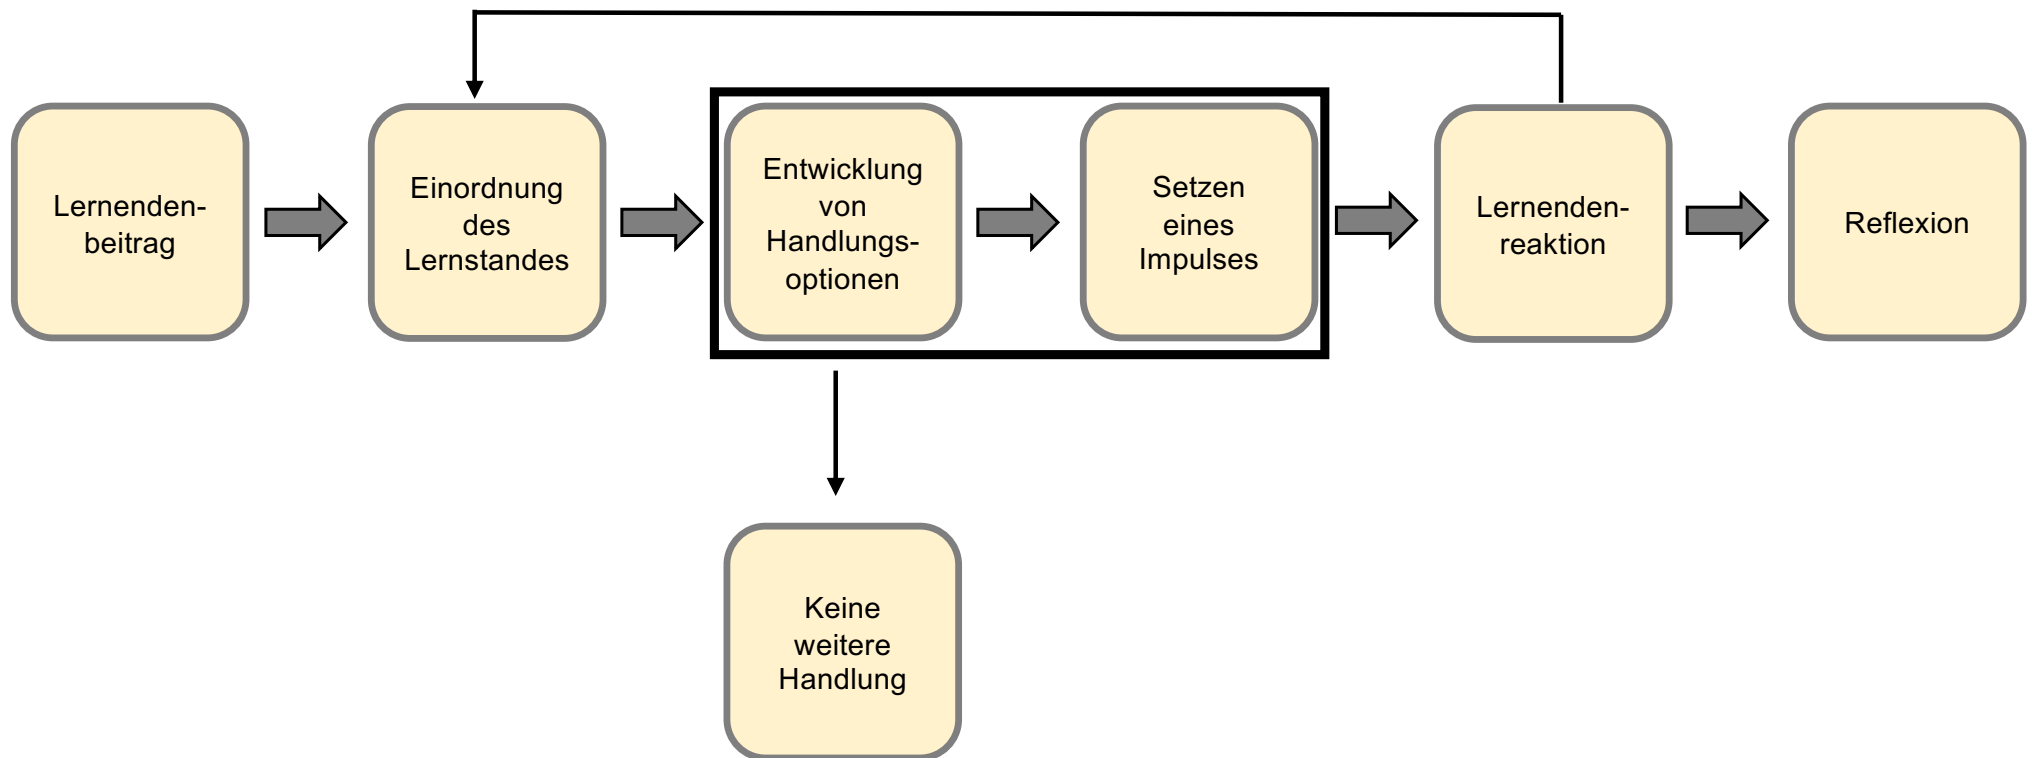 Lernenden-
beitrag
Einordnung
des
Lernstandes
Entwicklung
von
Handlungs-
optionen
Setzen
eines
Impulses
Lernenden-
reaktion
Reflexion
Keine
weitere
Handlung